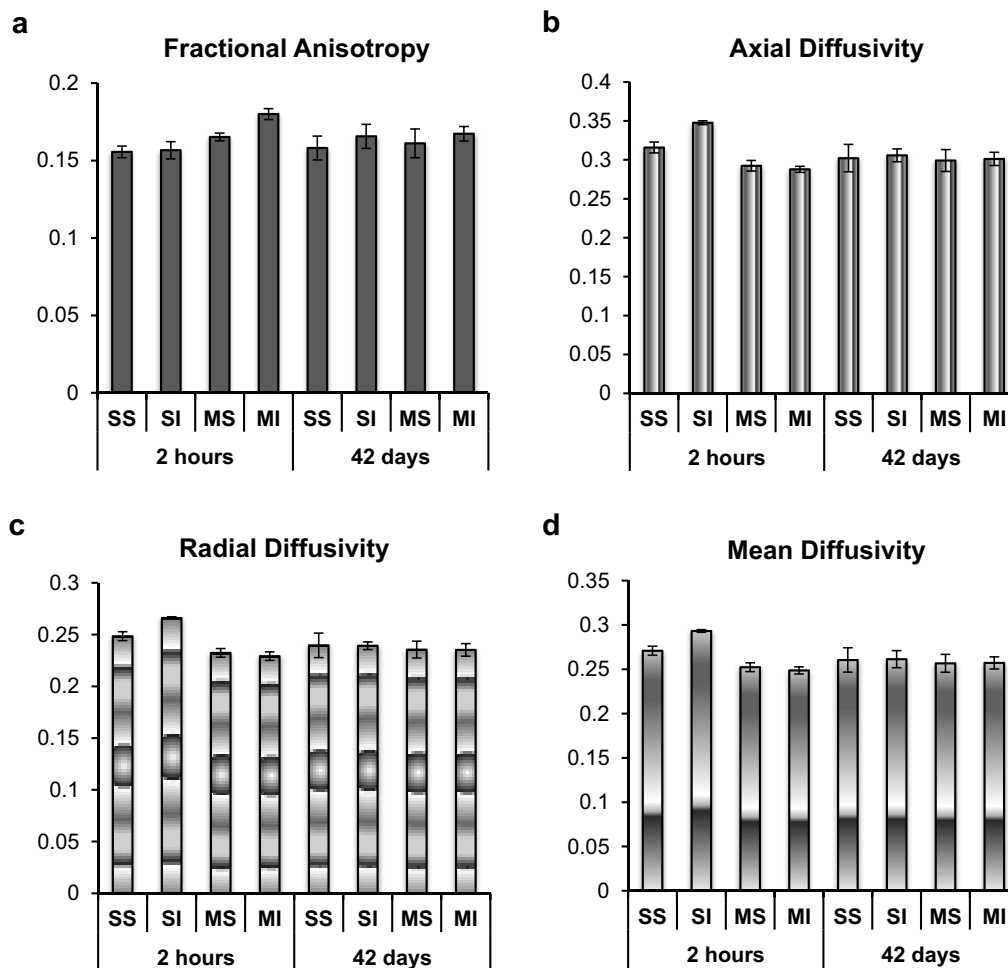 a
Fractional Anisotropy
0.2
0.15
0.1
0.05
0
SS SI MS MI SS SI MS MI
2 hours 42 days
b
Axial Diffusivity
0.4
0.35
0.3
0.25
0.2
0.15
0.1
0.05
0
SS SI MS MI SS SI MS MI
2 hours 42 days
c
Radial Diffusivity
0.3
0.25
0.2
0.15
0.1
0.05
0
SS SI MS MI SS SI MS MI
2 hours 42 days
d
Mean Diffusivity
0.35
0.3
0.25
0.2
0.15
0.1
0.05
0
SS SI MS MI SS SI MS MI
2 hours 42 days